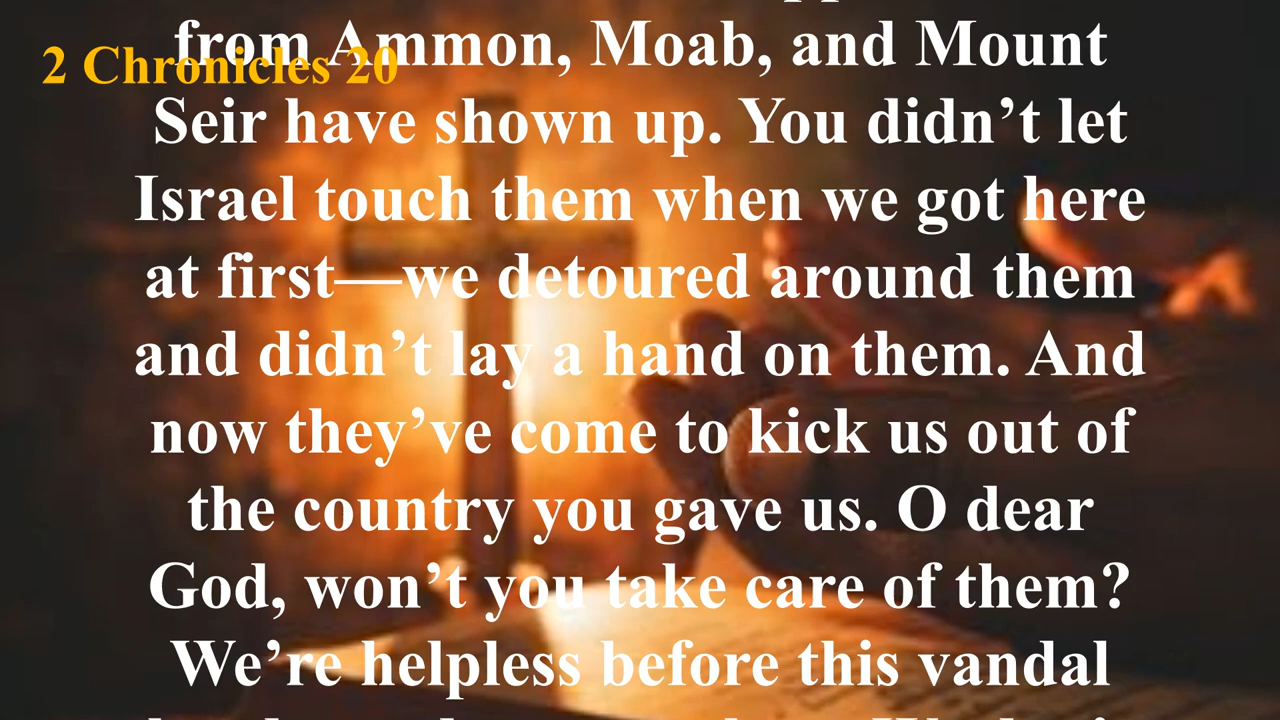 2 Chronicles 20
from Ammon, Moab, and Mount
Seir have shown up. You didn’t let
Israel touch them when we got here
at first—we detoured around them
and didn’t lay a hand on them. And
now they’ve come to kick us out of
the country you gave us. O dear
God, won’t you take care of them?
We’re helpless before this vandal